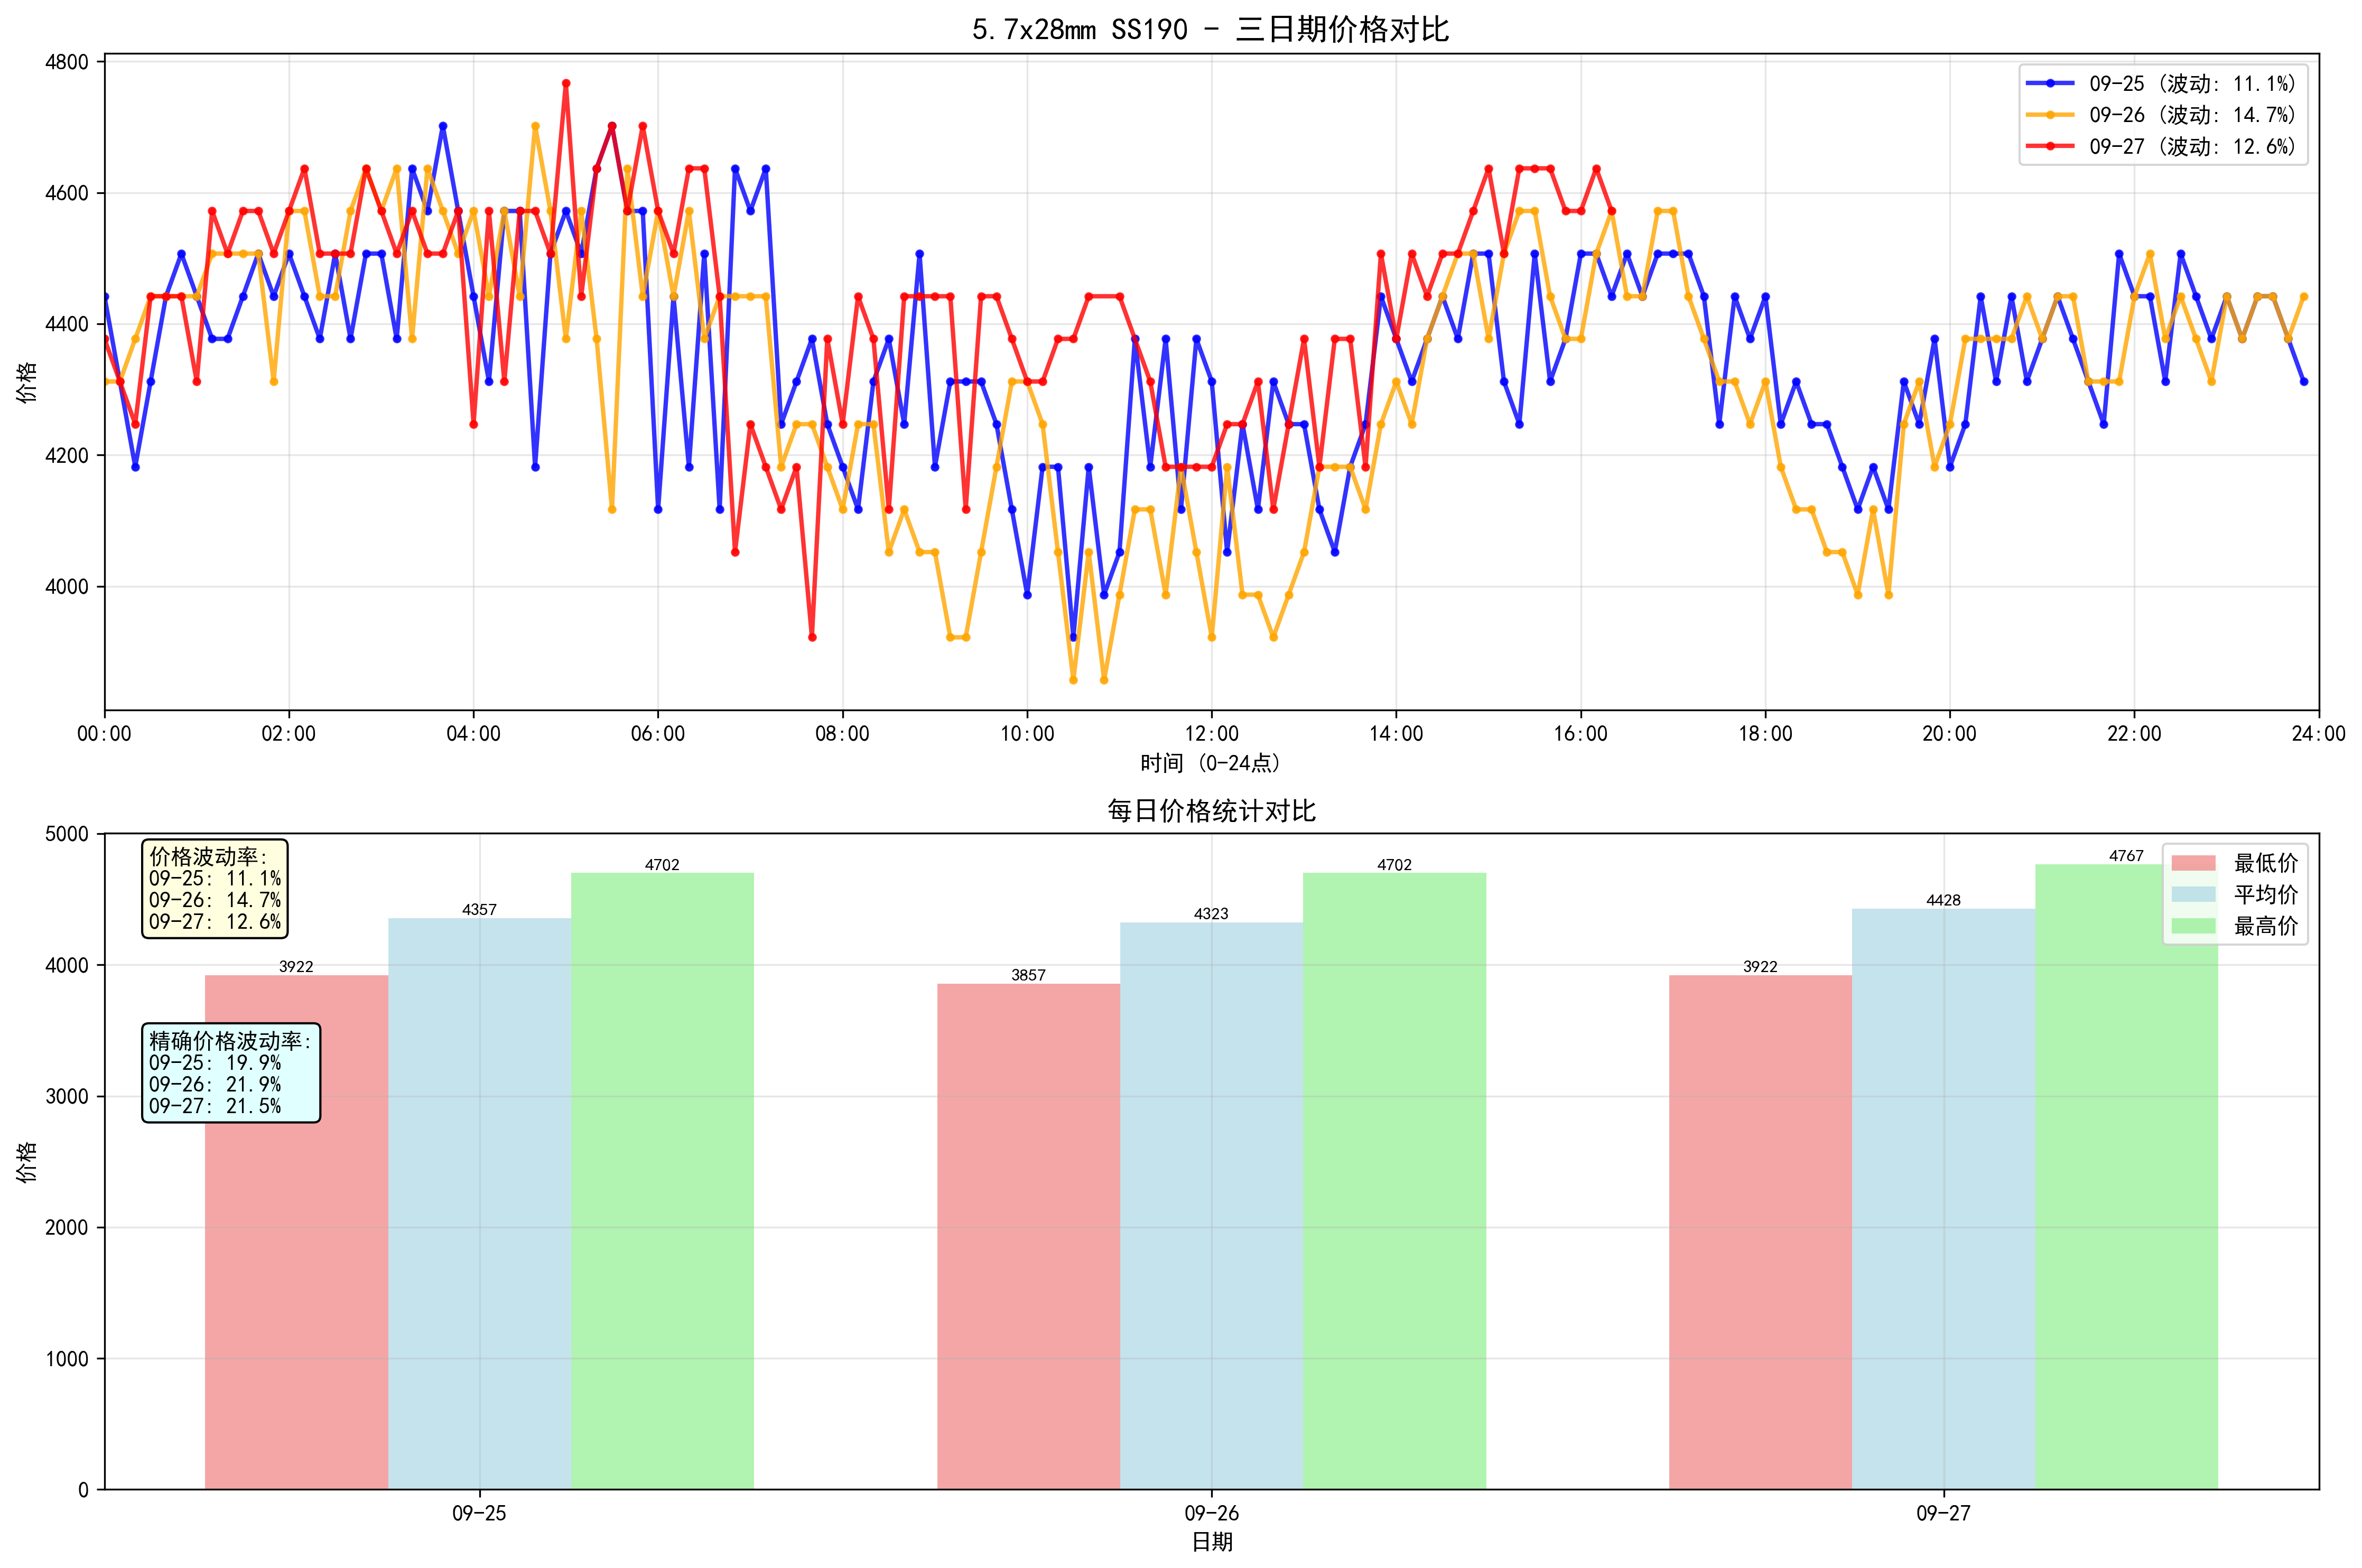 5.7x28mm SS190 - 三日期价格对比
09-25 (波动: 11.1%)
09-26 (波动: 14.7%)
09-27 (波动: 12.6%)
4800
4600
4400
4200
4000
价格
00:00 02:00 04:00 06:00 08:00 10:00 12:00 14:00 16:00 18:00 20:00 22:00 24:00
时间 (0-24点)
每日价格统计对比
价格波动率:
09-25: 11.1%
09-26: 14.7%
09-27: 12.6%
精确价格波动率:
09-25: 19.9%
09-26: 21.9%
09-27: 21.5%
最低价
平均价
最高价
3922 4357 4702 3857 4323 4702 3922 4428 4767
5000
4000
3000
2000
1000
0
价格
09-25 09-26 09-27
日期